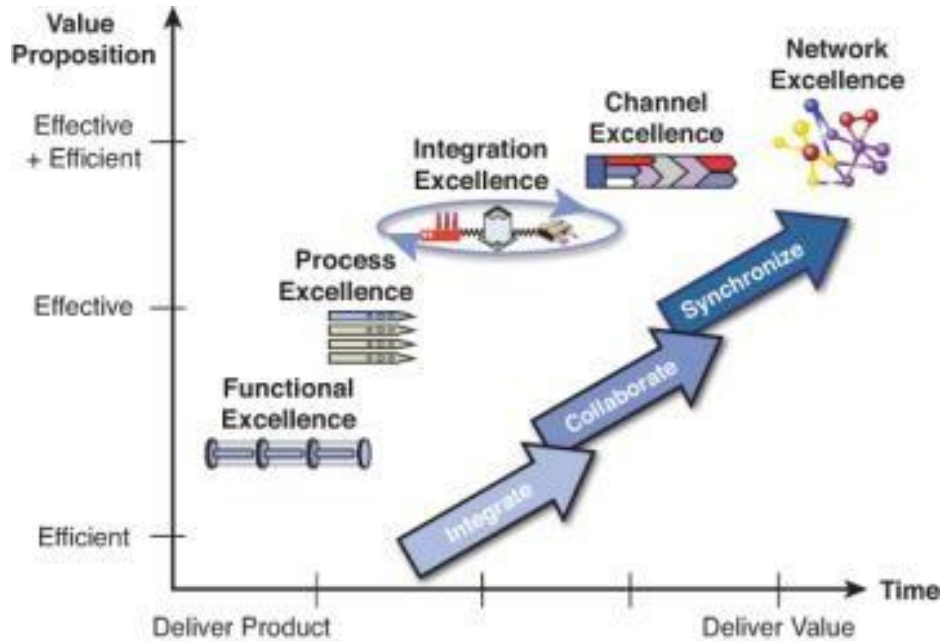 Value
Proposition
Effective
+ Efficient
Effective
Efficient
Functional
Excellence
Process
Excellence
Integration
Excellence
Channel
Excellence
Network
Excellence
Integrate
Collaborate
Synchronize
Time
Deliver Product
Deliver Value